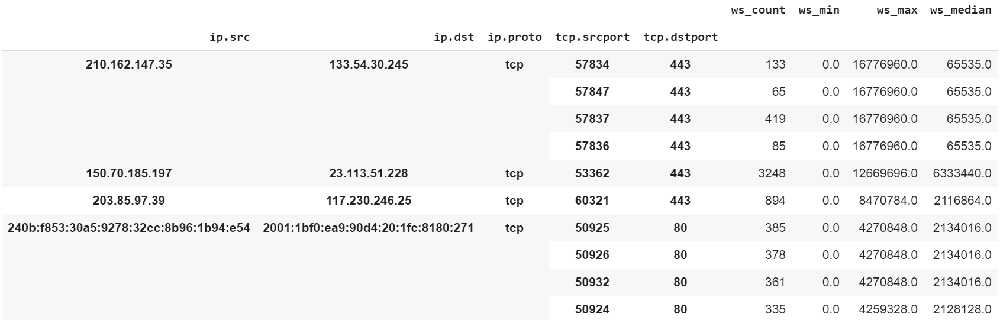 ws_count ws_min ws_max ws_median
ip.src ip.dst ip.proto tcp.srcport tcp.dstport
210.162.147.35 133.54.30.245 tcp 57834 443 133 0.0 16776960.0 65535.0
57847 443 65 0.0 16776960.0 65535.0
57837 443 419 0.0 16776960.0 65535.0
57836 443 85 0.0 16776960.0 65535.0
150.70.185.197 23.113.51.228 tcp 53362 443 3248 0.0 12669696.0 6333440.0
203.85.97.39 117.230.246.25 tcp 60321 443 894 0.0 8470784.0 2116864.0
240b:f853:30a5:9278:32cc:8b96:1b94:e54 2001:1bf0:ea9:90d4:20:1fc:8180:271 tcp 50925 80 385 0.0 4270848.0 2134016.0
50926 80 378 0.0 4270848.0 2134016.0
50932 80 361 0.0 4270848.0 2134016.0
50924 80 335 0.0 4259328.0 2128128.0